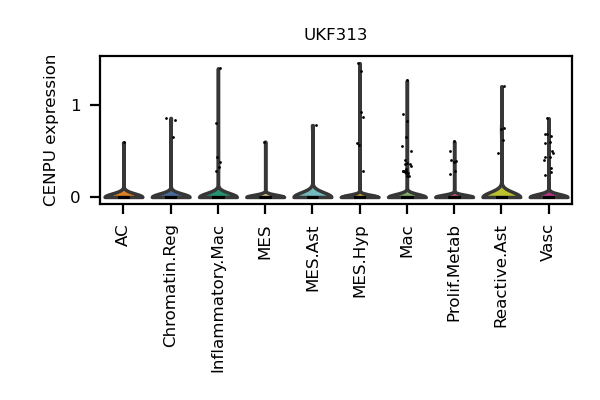 UKF313
CENPU expression
1
0
AC
Chromatin.Reg
Inflammatory.Mac
MES
MES.Ast
MES.Hyp
Mac
Prolif.Metab
Reactive.Ast
Vasc